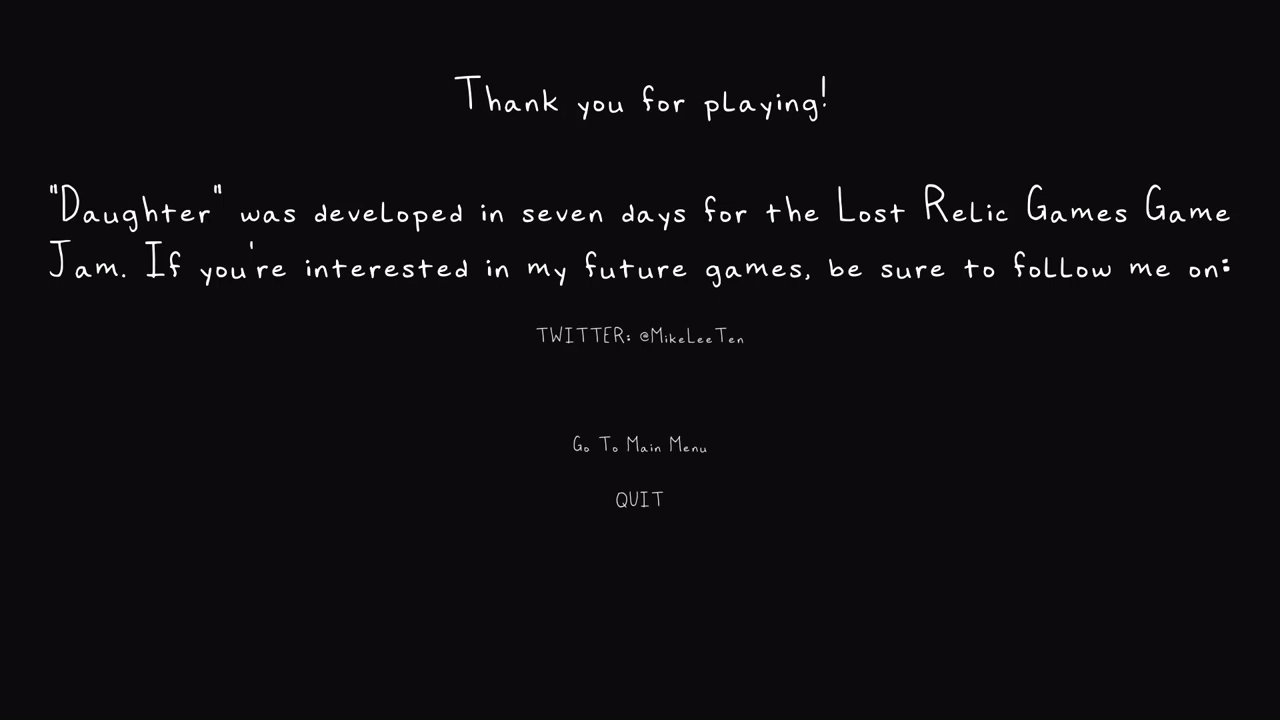 Thank you for playing!
"Daughter" was developed in seven days for the Lost Relic Games Game
Jam. If you're interested in my future games, be sure to follow me on:
TWITTER: @MikeLeeTen
Go To Main Menu
QUIT